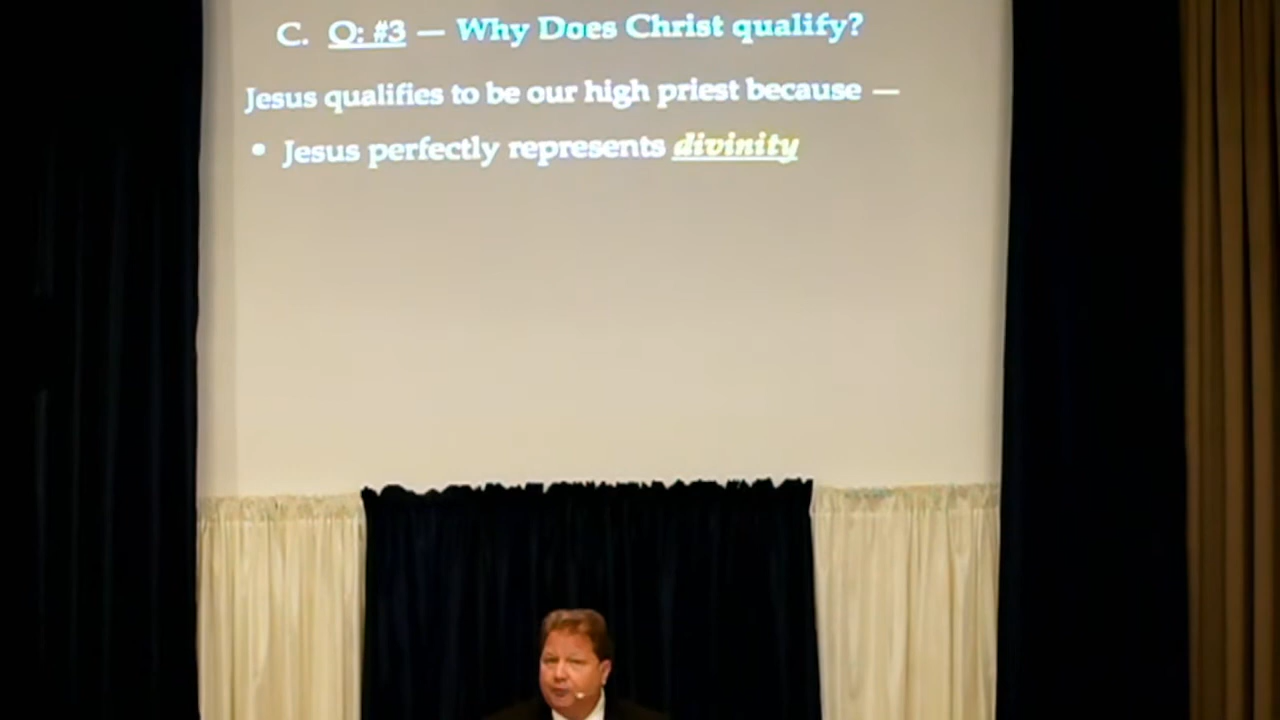 C. Q: #3 — Why Does Christ qualify?
Jesus qualifies to be our high priest because —
• Jesus perfectly represents divinity